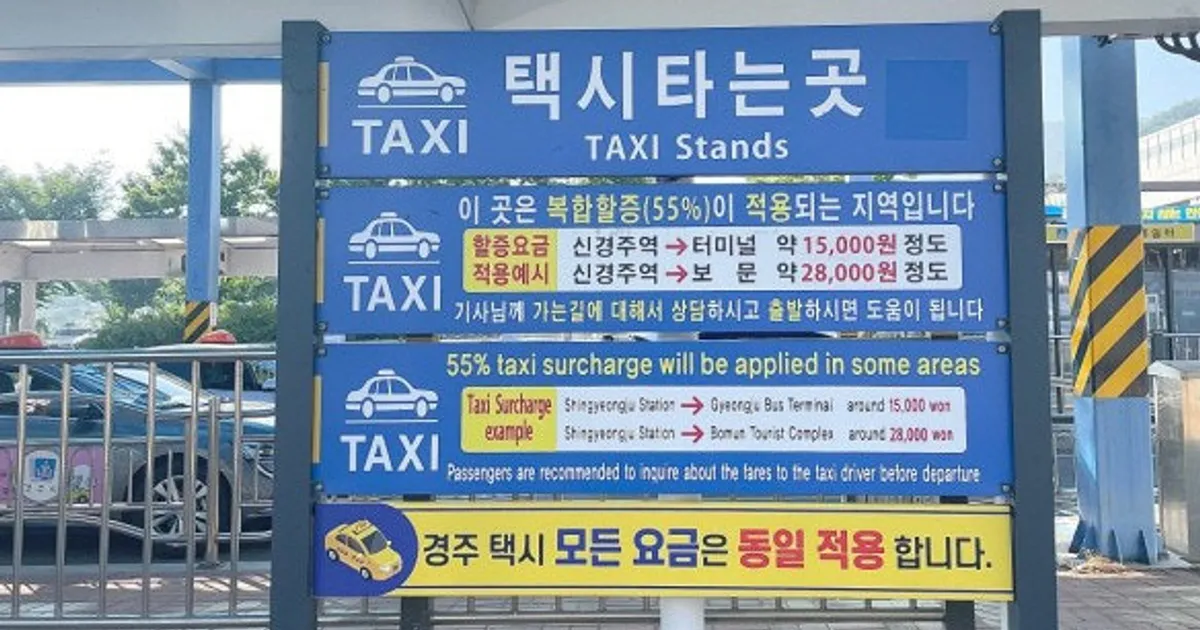 TAXI
택시타는곳
TAXI Stands
이 곳은 복합할증(55%)이 적용되는 지역입니다
TAXI
할증요금 적용예시
신경주역→터미널 약 15,000원 정도
신경주역→보 문 약 28,000원 정도
기사님께 가는길에 대해서 상담하시고 출발하시면 도움이 됩니다
55% taxi surcharge will be applied in some areas
TAXI
Taxi Surcharge example
Shingyeongju Station → Gyeongju Bus Terminal around 15,000 won
Shingyeongju Station → Bomun Tourist Complex around 28,000 won
Passengers are recommended to inquire about the fares to the taxi driver before departure
경주 택시 모든 요금은 동일 적용 합니다.